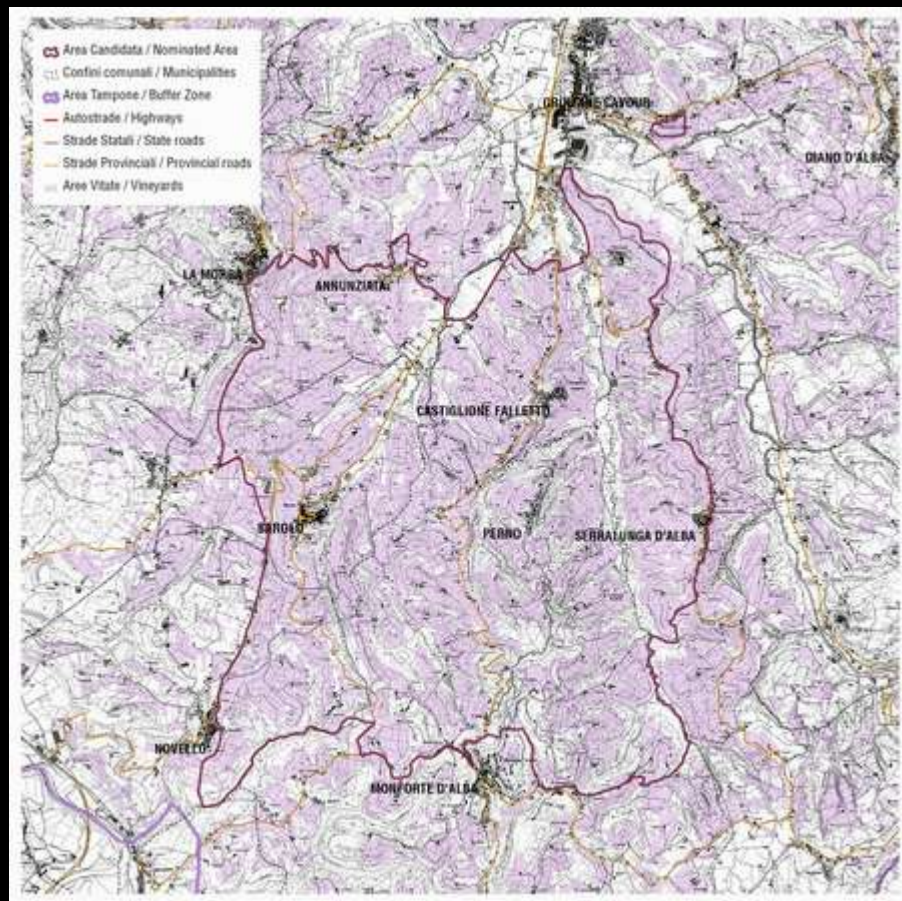 Area Candidata / Nominated Area
Confini comunali / Municipalites
Area Tampone / Buffer Zone
Autostrade / Highways
Strade Statali / State roads
Strade Provinciali / Provincial roads
Aree Vitate / Vineyards
GRINZANE CAVOUR
DIANO D'ALBA
LA MORRA
ANNUNZIATA
CASTIGLIONE FALLETTO
BAROLO
PERNO
SERRALUNGA D'ALBA
NOVELLO
MONFORTE D'ALBA